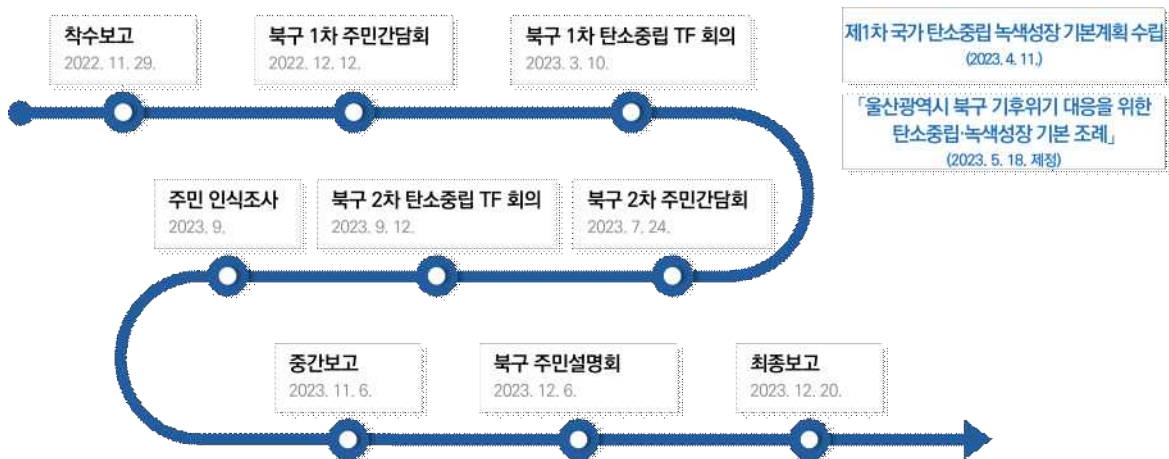 착수보고
2022. 11. 29.
북구 1차 주민간담회
2022. 12. 12.
북구 1차 탄소중립 TF 회의
2023. 3. 10.
제1차 국가 탄소중립 녹색성장 기본계획 수립
(2023. 4. 11.)
「울산광역시 북구 기후위기 대응을 위한
탄소중립·녹색성장 기본 조례」
(2023. 5. 18. 제정)
북구 2차 주민간담회
2023. 7. 24.
북구 2차 탄소중립 TF 회의
2023. 9. 12.
주민 인식조사
2023. 9.
중간보고
2023. 11. 6.
북구 주민설명회
2023. 12. 6.
최종보고
2023. 12. 20.